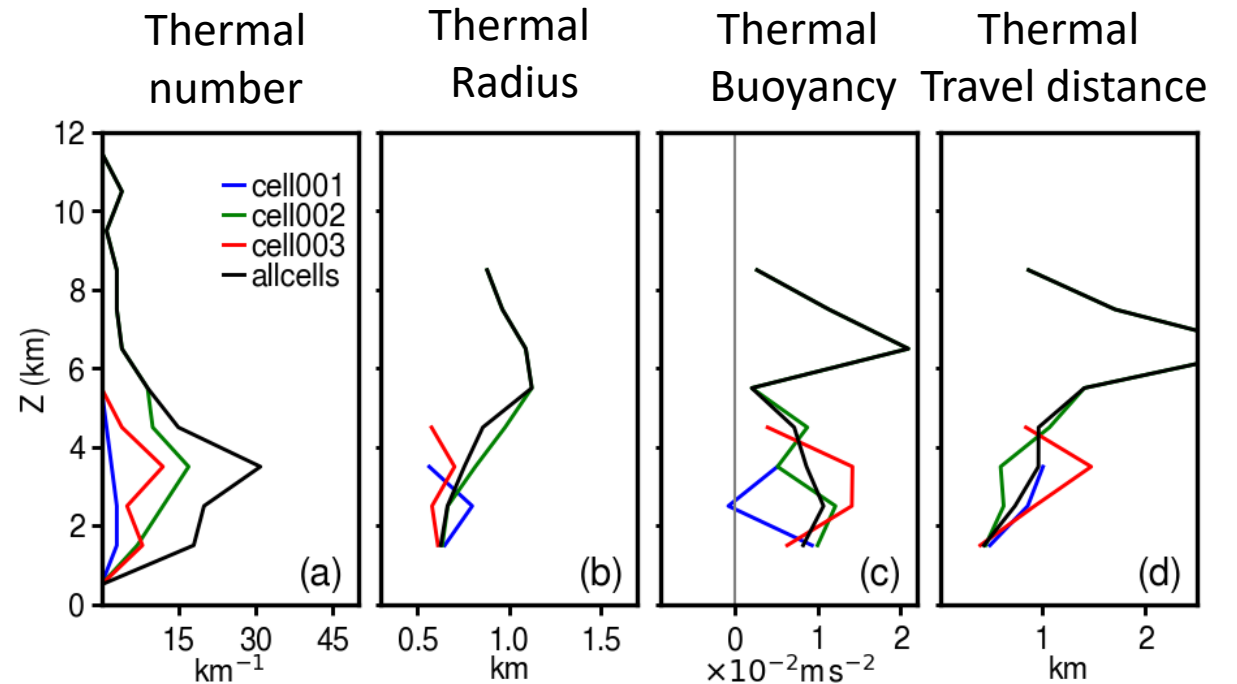 Thermal
number
Thermal
Radius
Thermal
Buoyancy
Thermal
Travel distance
12
10
8
6
4
2
0
Z (km)
cell001
cell002
cell003
allcells
(a)
(b)
(c)
(d)
15 30 45
km⁻¹
0.5 1.0 1.5
km
0 1 2
×10⁻²ms⁻²
1 2
km